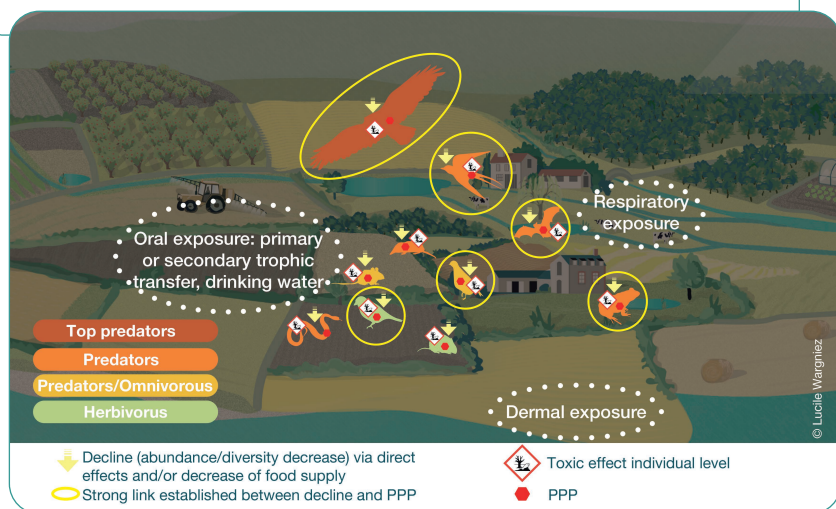 Respiratory
exposure
Oral exposure: primary
or secondary trophic
transfer, drinking water
Top predators
Predators
Predators/Omnivorous
Herbivorus
Dermal exposure
© Lucile Wargniez
Decline (abundance/diversity decrease) via direct
effects and/or decrease of food supply
Strong link established between decline and PPP
Toxic effect individual level
PPP